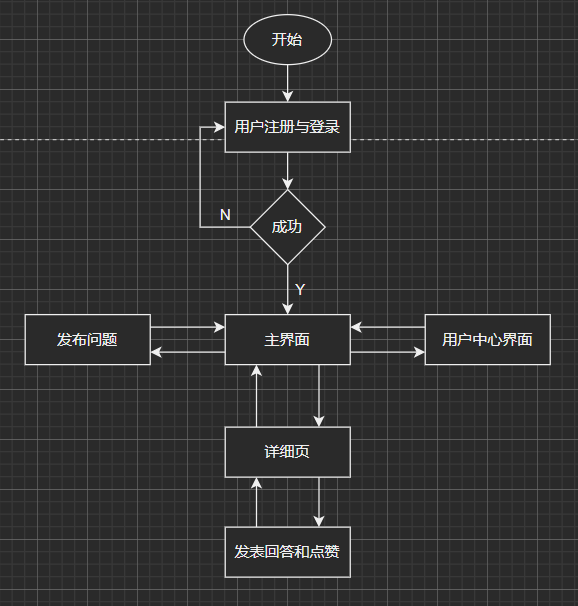 开始
用户注册与登录
N
成功
Y
发布问题
主界面
用户中心界面
详细页
发表回答和点赞